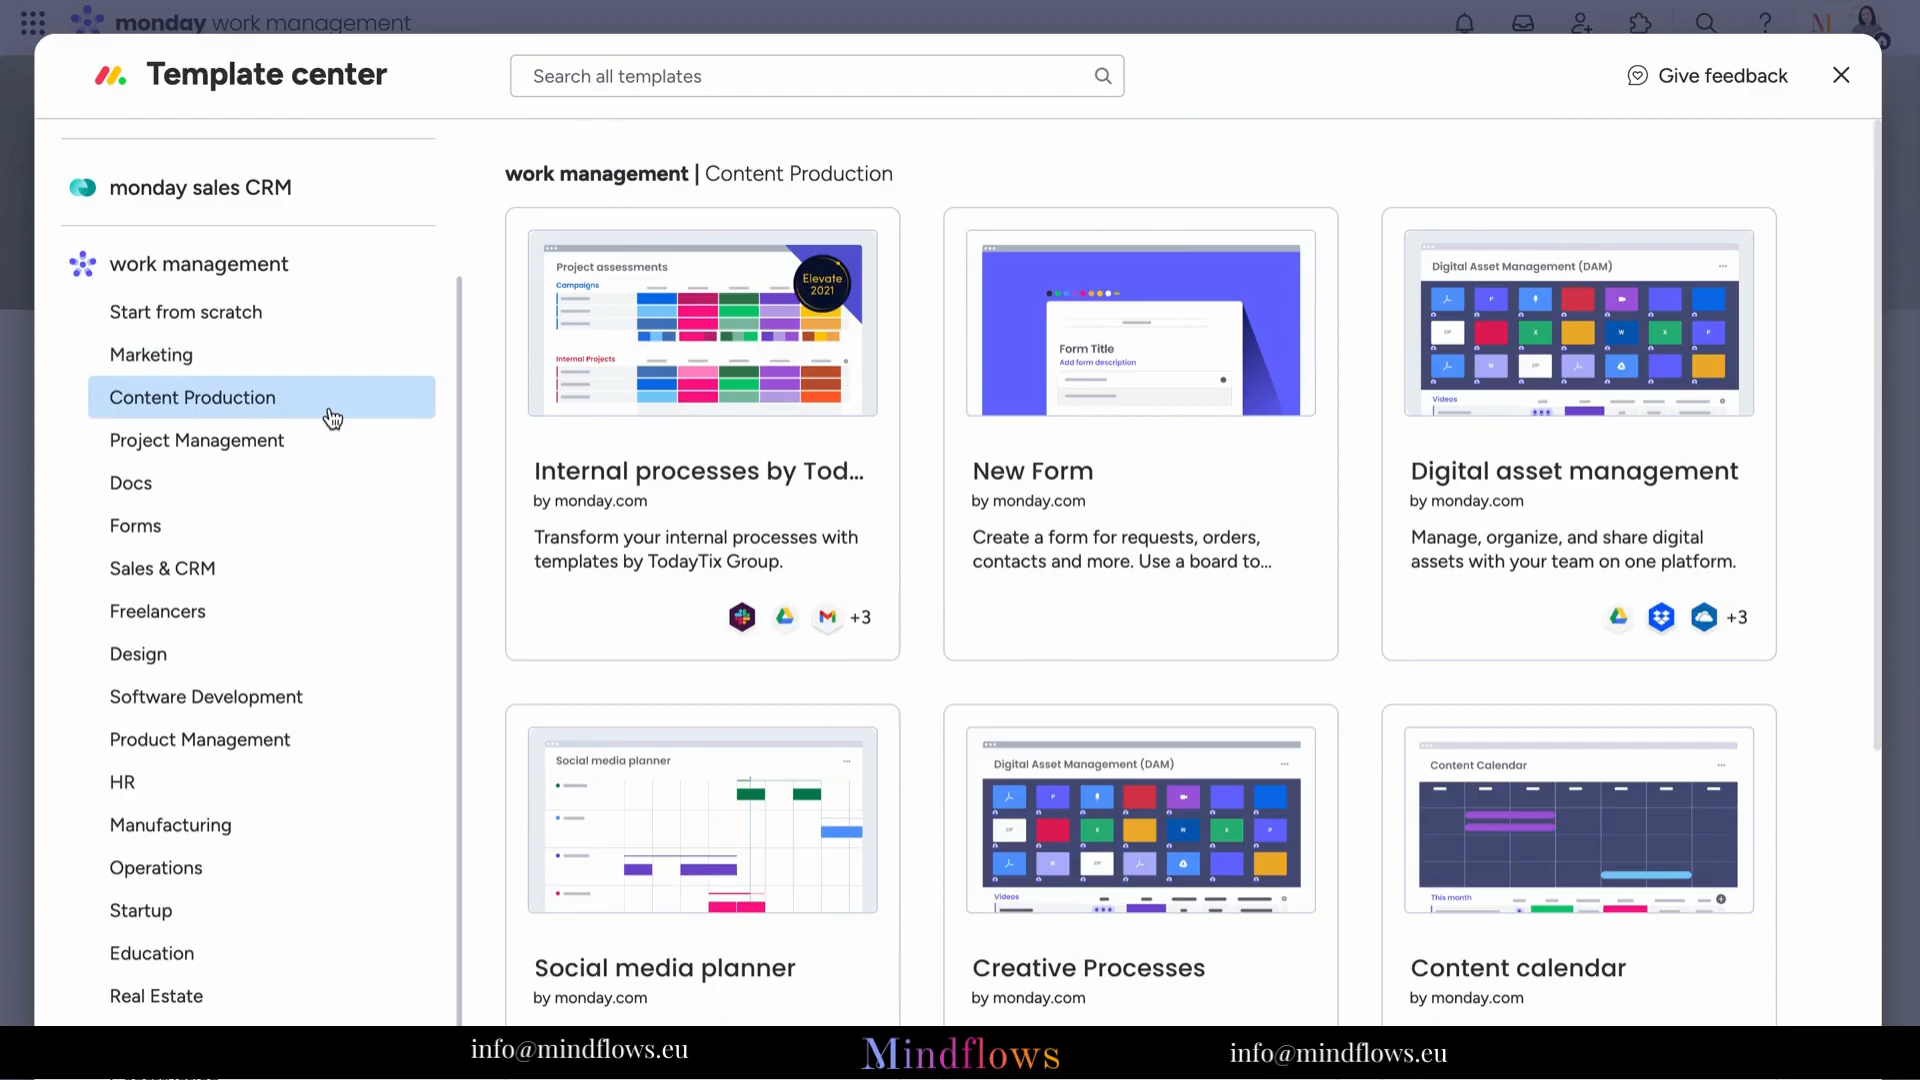 monday work management
M
Template center
Search all templates
Give feedback
monday sales CRM
work management
Start from scratch
Marketing
Content Production
Project Management
Docs
Forms
Sales & CRM
Freelancers
Design
Software Development
Product Management
HR
Manufacturing
Operations
Startup
Education
Real Estate
work management | Content Production
Project assessments
Campaigns
Internal Projects
Elevate
2021
Internal processes by Tod...
by monday.com
Transform your internal processes with
templates by TodayTix Group.
+3
Form Title
Add form description
New Form
by monday.com
Create a form for requests, orders,
contacts and more. Use a board to...
Digital Asset Management (DAM)
Videos
Digital asset management
by monday.com
Manage, organize, and share digital
assets with your team on one platform.
+3
Social media planner
Social media planner
by monday.com
Digital Asset Management (DAM)
Videos
Creative Processes
by monday.com
Content Calendar
This month
Content calendar
by monday.com
info@mindflows.eu
Mindflows
info@mindflows.eu